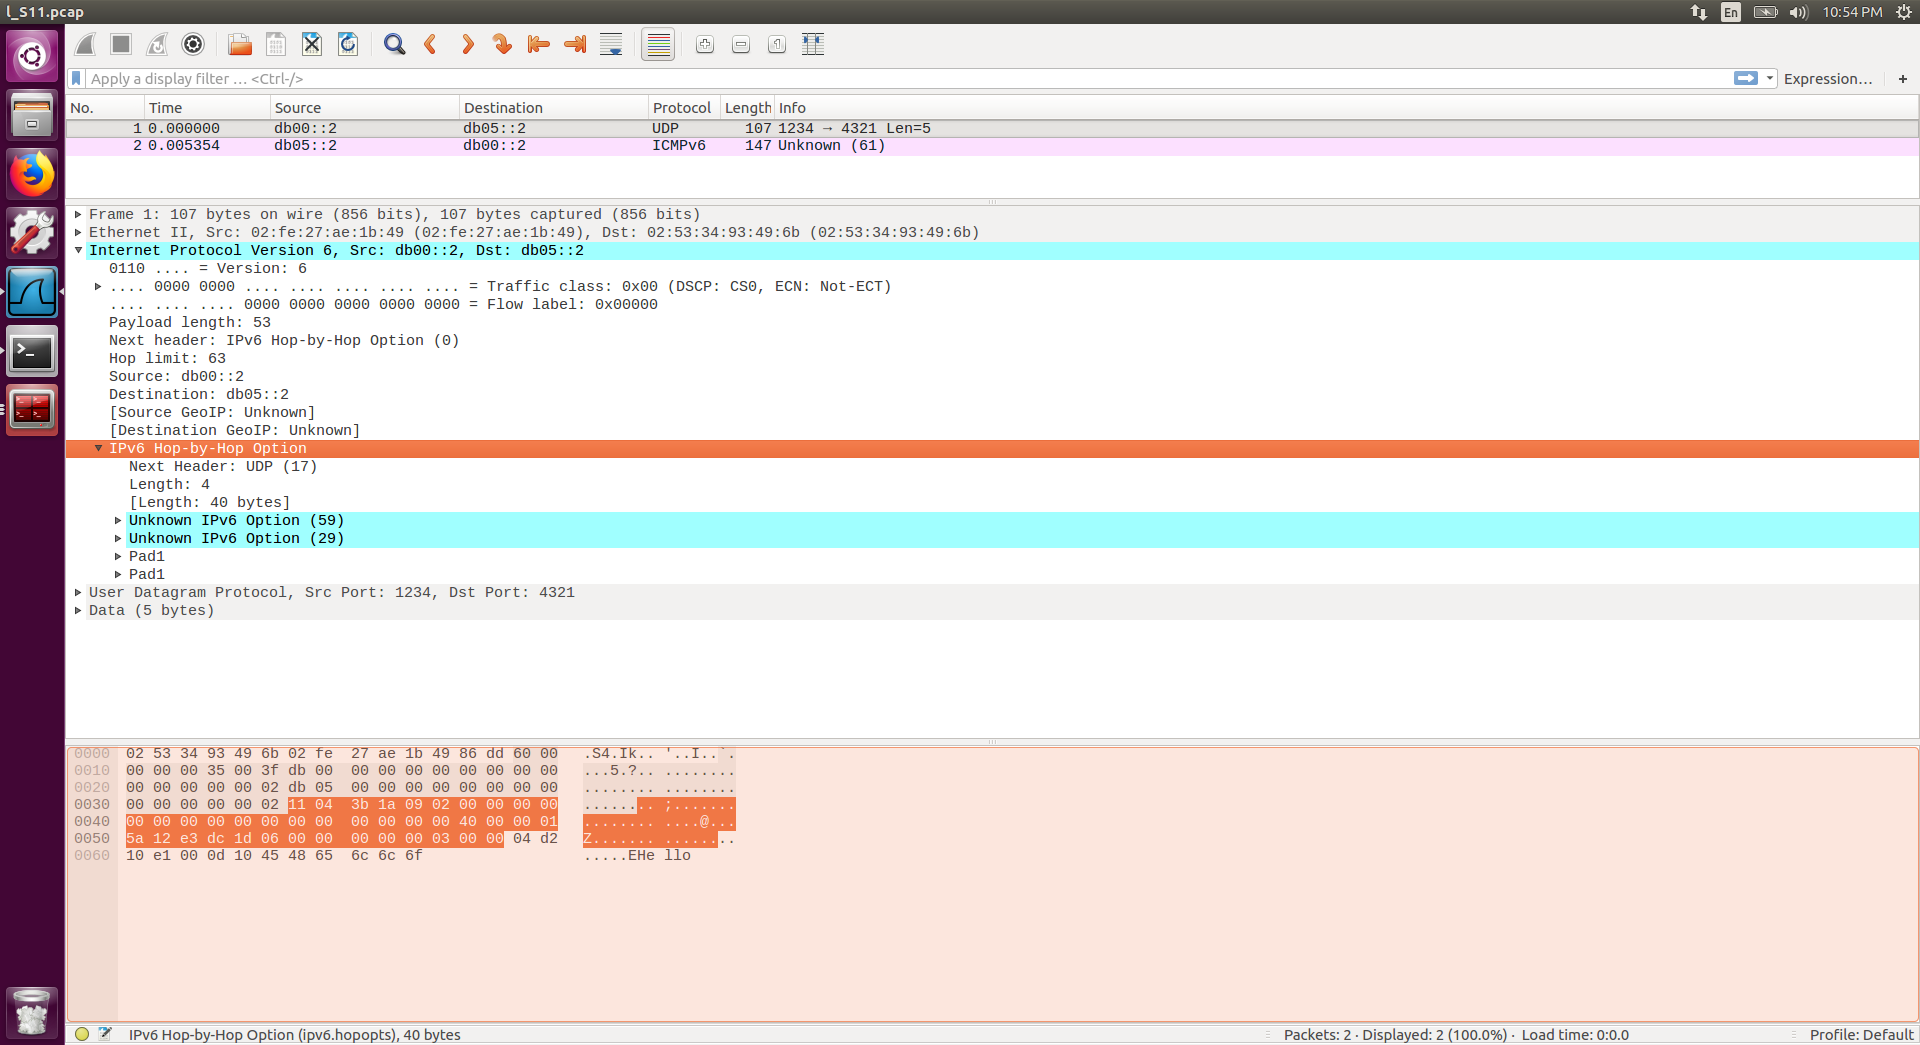 l_S11.pcap En 10:54 PM
Apply a display filter … <Ctrl-/> Expression… +
No. Time Source Destination Protocol Length Info
1 0.000000 db00::2 db05::2 UDP 107 1234 → 4321 Len=5
2 0.005354 db05::2 db00::2 ICMPv6 147 Unknown (61)
Frame 1: 107 bytes on wire (856 bits), 107 bytes captured (856 bits)
Ethernet II, Src: 02:fe:27:ae:1b:49 (02:fe:27:ae:1b:49), Dst: 02:53:34:93:49:6b (02:53:34:93:49:6b)
Internet Protocol Version 6, Src: db00::2, Dst: db05::2
0110 .... = Version: 6
.... 0000 0000 .... .... .... .... .... = Traffic class: 0x00 (DSCP: CS0, ECN: Not-ECT)
.... .... .... 0000 0000 0000 0000 0000 = Flow label: 0x00000
Payload length: 53
Next header: IPv6 Hop-by-Hop Option (0)
Hop limit: 63
Source: db00::2
Destination: db05::2
[Source GeoIP: Unknown]
[Destination GeoIP: Unknown]
IPv6 Hop-by-Hop Option
Next Header: UDP (17)
Length: 4
[Length: 40 bytes]
Unknown IPv6 Option (59)
Unknown IPv6 Option (29)
Pad1
Pad1
User Datagram Protocol, Src Port: 1234, Dst Port: 4321
Data (5 bytes)
0000 02 53 34 93 49 6b 02 fe 27 ae 1b 49 86 dd 60 00 .S4.Ik.. '..I..`.
0010 00 00 00 35 00 3f db 00 00 00 00 00 00 00 00 00 ...5.?.. ........
0020 00 00 00 00 00 02 db 05 00 00 00 00 00 00 00 00 ........ ........
0030 00 00 00 00 00 02 11 04 3b 1a 09 02 00 00 00 00 ........ ;.......
0040 00 00 00 00 00 00 00 00 00 00 00 00 40 00 00 01 ........ ....@...
0050 5a 12 e3 dc 1d 06 00 00 00 00 00 03 00 00 04 d2 Z....... ........
0060 10 e1 00 0d 10 45 48 65 6c 6c 6f .....EHe llo
IPv6 Hop-by-Hop Option (ipv6.hopopts), 40 bytes Packets: 2 · Displayed: 2 (100.0%) · Load time: 0:0.0 Profile: Default